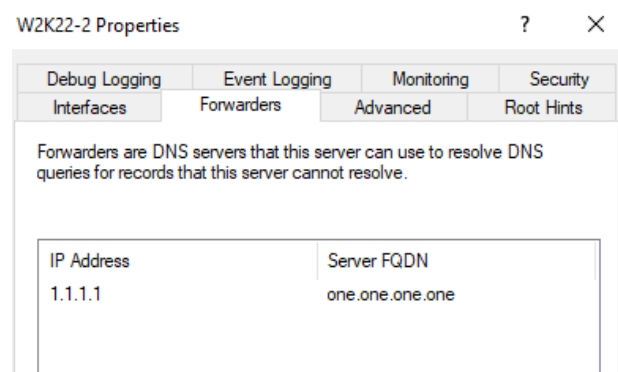 W2K22-2 Properties ? ×
Debug Logging Event Logging Monitoring Security
Interfaces Forwarders Advanced Root Hints
Forwarders are DNS servers that this server can use to resolve DNS
queries for records that this server cannot resolve.
IP Address Server FQDN
1.1.1.1 one.one.one.one